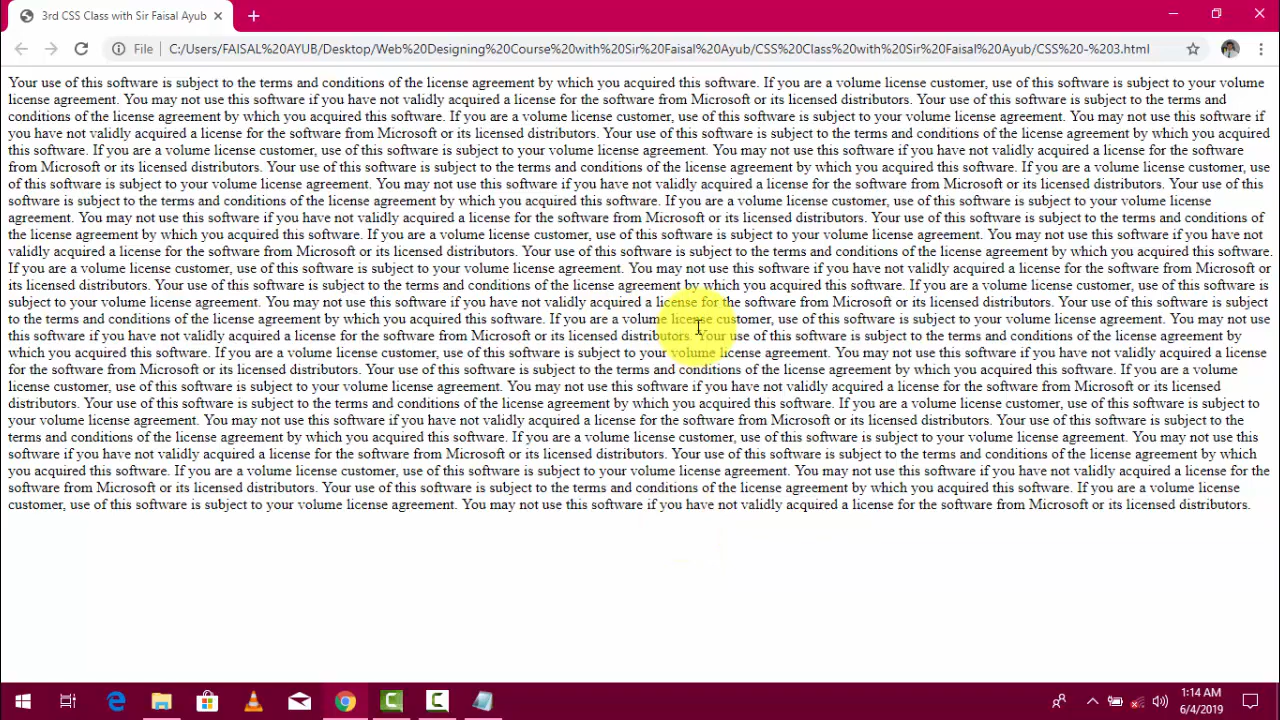 3rd CSS Class with Sir Faisal Ayub
File
C:/Users/FAISAL%20AYUB/Desktop/Web%20Designing%20Course%20with%20Sir%20Faisal%20Ayub/CSS%20Class%20with%20Sir%20Faisal%20Ayub/CSS%20-%203.html
Your use of this software is subject to the terms and conditions of the license agreement by which you acquired this software. If you are a volume license customer, use of this software is subject to your volume
license agreement. You may not use this software if you have not validly acquired a license for the software from Microsoft or its licensed distributors. Your use of this software is subject to the terms and
conditions of the license agreement by which you acquired this software. If you are a volume license customer, use of this software is subject to your volume license agreement. You may not use this software if
you have not validly acquired a license for the software from Microsoft or its licensed distributors. Your use of this software is subject to the terms and conditions of the license agreement by which you acquired
this software. If you are a volume license customer, use of this software is subject to your volume license agreement. You may not use this software if you have not validly acquired a license for the software
from Microsoft or its licensed distributors. Your use of this software is subject to the terms and conditions of the license agreement by which you acquired this software. If you are a volume license customer, use
of this software is subject to your volume license agreement. You may not use this software if you have not validly acquired a license for the software from Microsoft or its licensed distributors. Your use of this
software is subject to the terms and conditions of the license agreement by which you acquired this software. If you are a volume license customer, use of this software is subject to your volume license
agreement. You may not use this software if you have not validly acquired a license for the software from Microsoft or its licensed distributors. Your use of this software is subject to the terms and conditions of
the license agreement by which you acquired this software. If you are a volume license customer, use of this software is subject to your volume license agreement. You may not use this software if you have not
validly acquired a license for the software from Microsoft or its licensed distributors. Your use of this software is subject to the terms and conditions of the license agreement by which you acquired this software.
If you are a volume license customer, use of this software is subject to your volume license agreement. You may not use this software if you have not validly acquired a license for the software from Microsoft or
its licensed distributors. Your use of this software is subject to the terms and conditions of the license agreement by which you acquired this software. If you are a volume license customer, use of this software is
subject to your volume license agreement. You may not use this software if you have not validly acquired a license for the software from Microsoft or its licensed distributors. Your use of this software is subject
to the terms and conditions of the license agreement by which you acquired this software. If you are a volume license customer, use of this software is subject to your volume license agreement. You may not use
this software if you have not validly acquired a license for the software from Microsoft or its licensed distributors. Your use of this software is subject to the terms and conditions of the license agreement by
which you acquired this software. If you are a volume license customer, use of this software is subject to your volume license agreement. You may not use this software if you have not validly acquired a license
for the software from Microsoft or its licensed distributors. Your use of this software is subject to the terms and conditions of the license agreement by which you acquired this software. If you are a volume
license customer, use of this software is subject to your volume license agreement. You may not use this software if you have not validly acquired a license for the software from Microsoft or its licensed
distributors. Your use of this software is subject to the terms and conditions of the license agreement by which you acquired this software. If you are a volume license customer, use of this software is subject to
your volume license agreement. You may not use this software if you have not validly acquired a license for the software from Microsoft or its licensed distributors. Your use of this software is subject to the
terms and conditions of the license agreement by which you acquired this software. If you are a volume license customer, use of this software is subject to your volume license agreement. You may not use this
software if you have not validly acquired a license for the software from Microsoft or its licensed distributors. Your use of this software is subject to the terms and conditions of the license agreement by which
you acquired this software. If you are a volume license customer, use of this software is subject to your volume license agreement. You may not use this software if you have not validly acquired a license for the
software from Microsoft or its licensed distributors. Your use of this software is subject to the terms and conditions of the license agreement by which you acquired this software. If you are a volume license
customer, use of this software is subject to your volume license agreement. You may not use this software if you have not validly acquired a license for the software from Microsoft or its licensed distributors.
1:14 AM
6/4/2019